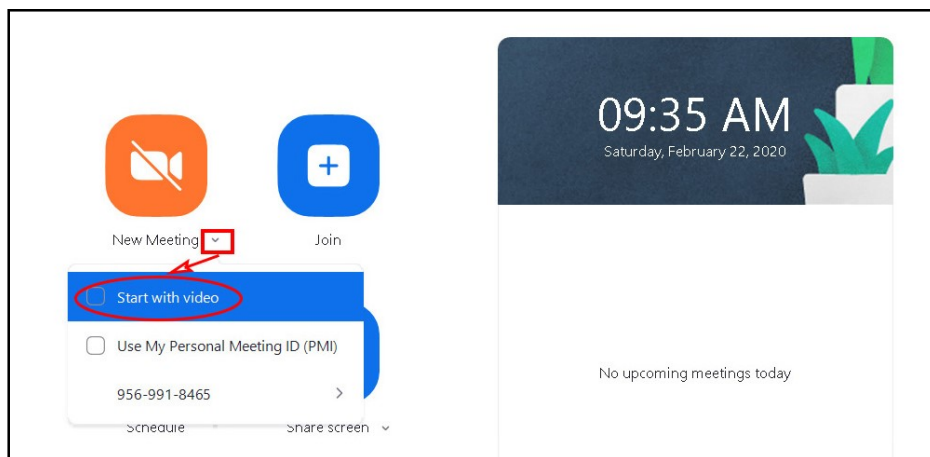 09:35 AM
Saturday, February 22, 2020
New Meeting
Join
Start with video
Use My Personal Meeting ID (PMI)
956-991-8465
Schedule
Share screen
No upcoming meetings today